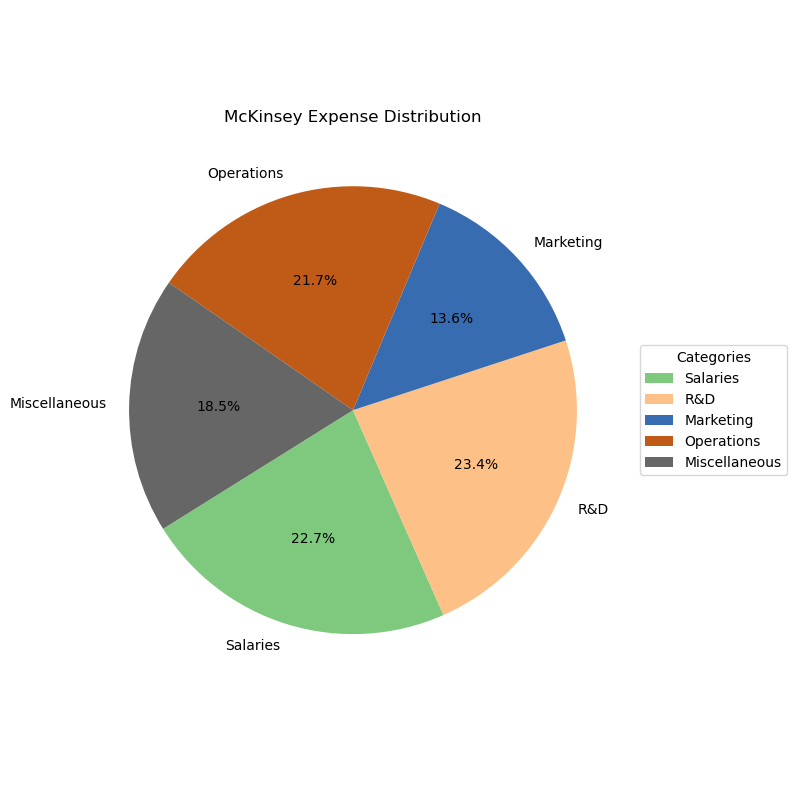 McKinsey Expense Distribution
Operations
Marketing
21.7%
13.6%
Miscellaneous
18.5%
23.4%
R&D
22.7%
Salaries
Categories
Salaries
R&D
Marketing
Operations
Miscellaneous